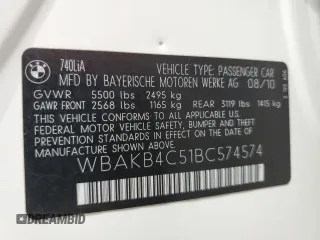 BMW
740LiA VEHICLE TYPE: PASSENGER CAR
MFD BY BAYERISCHE MOTOREN WERKE AG 08/10
GVWR 5500 lbs 2495 kg
GAWR FRONT 2568 lbs 1165 kg REAR 3119 lbs 1415 kg
THIS VEHICLE CONFORMS TO ALL APPLICABLE FEDERAL MOTOR VEHICLE SAFETY, BUMPER, AND THEFT PREVENTION STANDARDS IN EFFECT ON THE DATE OF MANUFACTURE SHOWN ABOVE
WBAKB4C51BC574574
DREAMBID